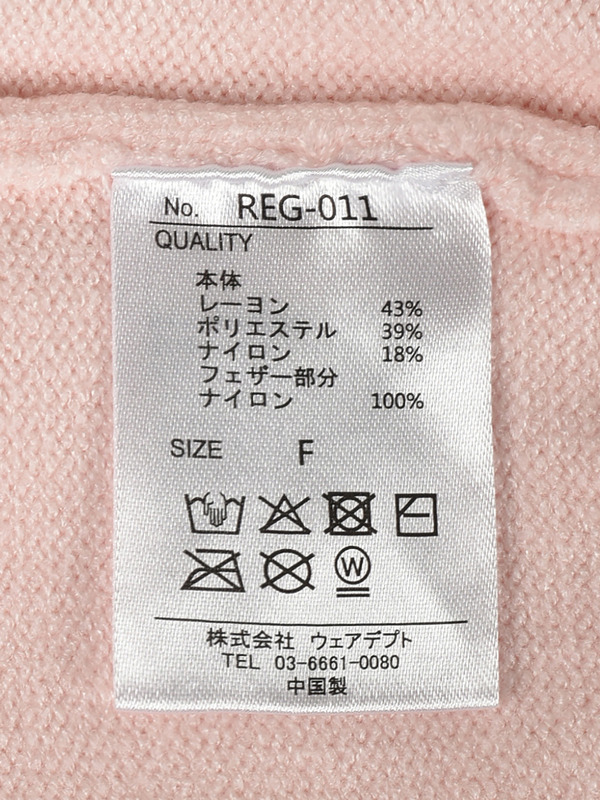 No. REG-011
QUALITY
本体
レーヨン 43%
ポリエステル 39%
ナイロン 18%
フェザー部分
ナイロン 100%
SIZE F
W
株式会社 ウェアデプト
TEL 03-6661-0080
中国製